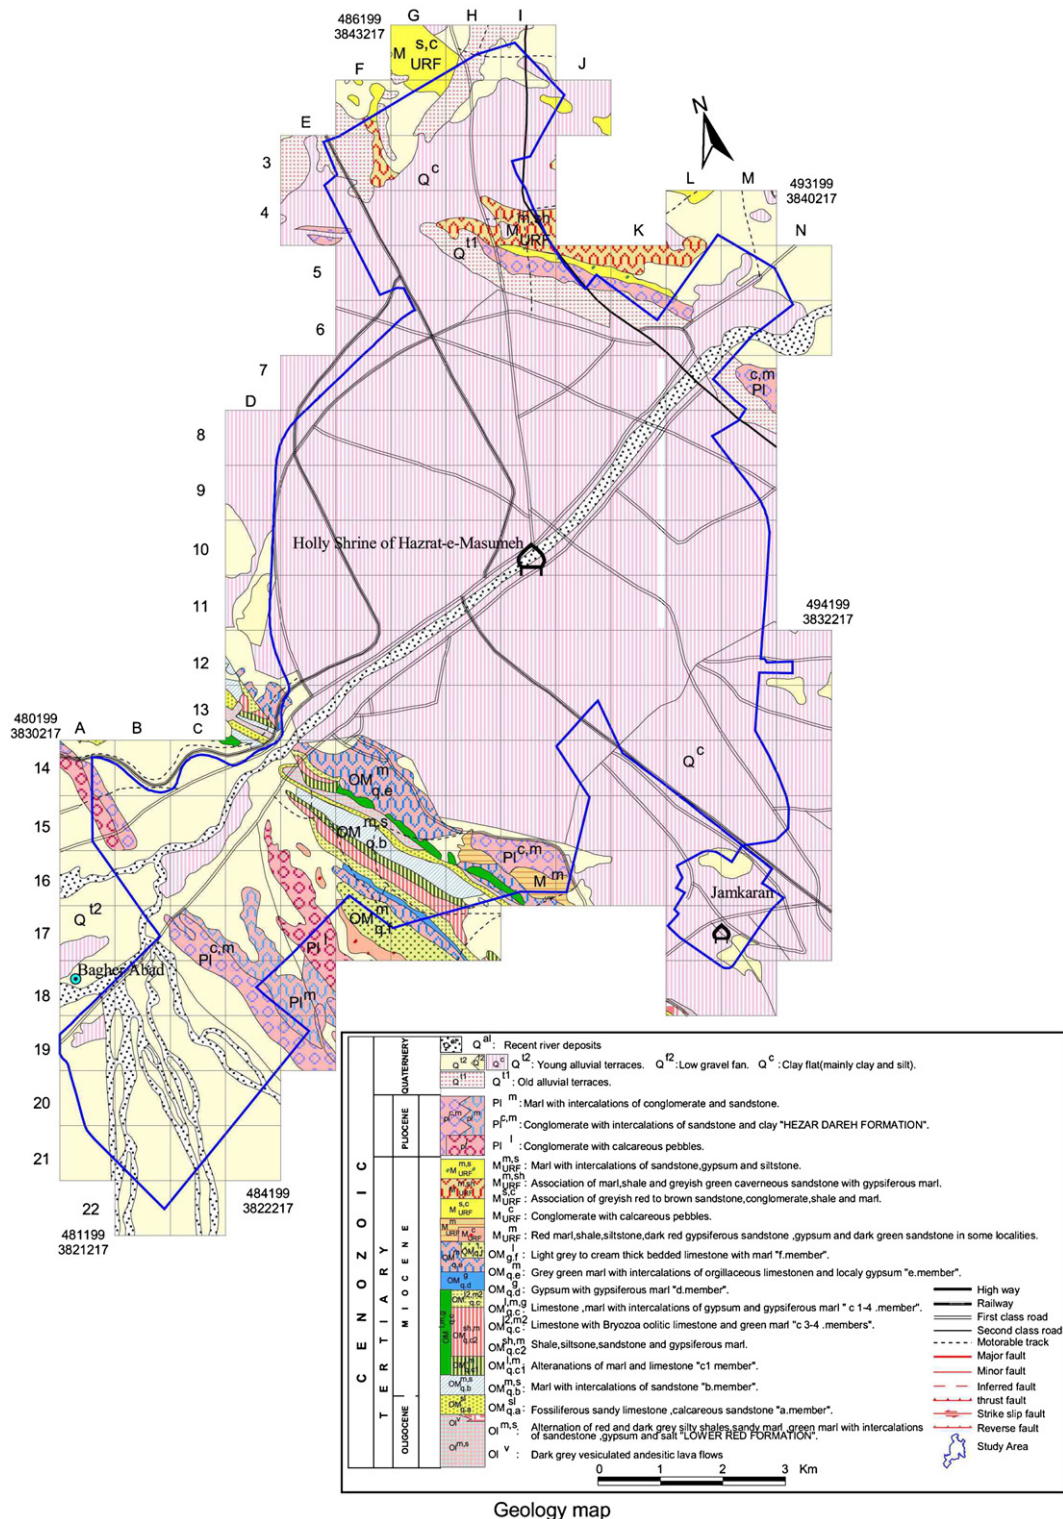 486199
3843217
G
H
I
M s,c URF
F
J
E
N
L
M
3
Q c
493199
3840217
4
M m,sh URF
K
N
Q t1
5
6
7
c,m Pl
D
8
9
10
Holly Shrine of Hazrat-e-Masumeh
11
494199
3832217
12
13
480199
3830217
A
B
C
14
OM m q.e
Q c
15
OM m,s q.b
Pl c,m
16
M m
Jamkaran
Q t2
OM m q.f
17
Pl c,m
Pl l
Bagher Abad
18
Pl m
19
20
21
484199
3822217
22
481199
3821217
CENOZOIC
TERTIARY
QUATERNERY
PLIOCENE
MIOCENE
OLIGOCENE
Q al : Recent river deposits
Q t2 : Young alluvial terraces. Q f2 : Low gravel fan. Q c : Clay flat(mainly clay and silt).
Q t1 : Old alluvial terraces.
Pl m : Marl with intercalations of conglomerate and sandstone.
Pl c,m : Conglomerate with intercalations of sandstone and clay "HEZAR DAREH FORMATION".
Pl l : Conglomerate with calcareous pebbles.
M m,s URF : Marl with intercalations of sandstone,gypsum and siltstone.
M m,sh URF : Association of marl,shale and greyish green caverneous sandstone with gypsiferous marl.
M s,c URF : Association of greyish red to brown sandstone,conglomerate,shale and marl.
M c URF : Conglomerate with calcareous pebbles.
M m URF : Red marl,shale,siltstone,dark red gypsiferous sandstone ,gypsum and dark green sandstone in some localities.
OM l g,f : Light grey to cream thick bedded limestone with marl "f.member".
OM m q.e : Grey green marl with intercalations of orgillaceous limestonen and localy gypsum "e.member".
OM g q.d : Gypsum with gypsiferous marl "d.member".
OM l,m,g q.c : Limestone ,marl with intercalations of gypsum and gypsiferous marl " c 1-4 .member".
OM l2,m2 q.c : Limestone with Bryozoa oolitic limestone and green marl "c 3-4 .members".
OM sh,m q.c2 : Shale,siltsone,sandstone and gypsiferous marl.
OM l,m q.c1 : Alteranations of marl and limestone "c1 member".
OM m,s q.b : Marl with intercalations of sandstone "b.member".
OM sl q.a : Fossiliferous sandy limestone ,calcareous sandstone "a.member".
Ol m,s : Alternation of red and dark grey silty shales,sandy marl ,green marl with intercalations
of sandestone ,gypsum and salt "LOWER RED FORMATION".
Ol v : Dark grey vesiculated andesitic lava flows
High way
Railway
First class road
Second class road
Motorable track
Major fault
Minor fault
Inferred fault
thrust fault
Strike slip fault
Reverse fault
Study Area
0 1 2 3 Km
Geology map